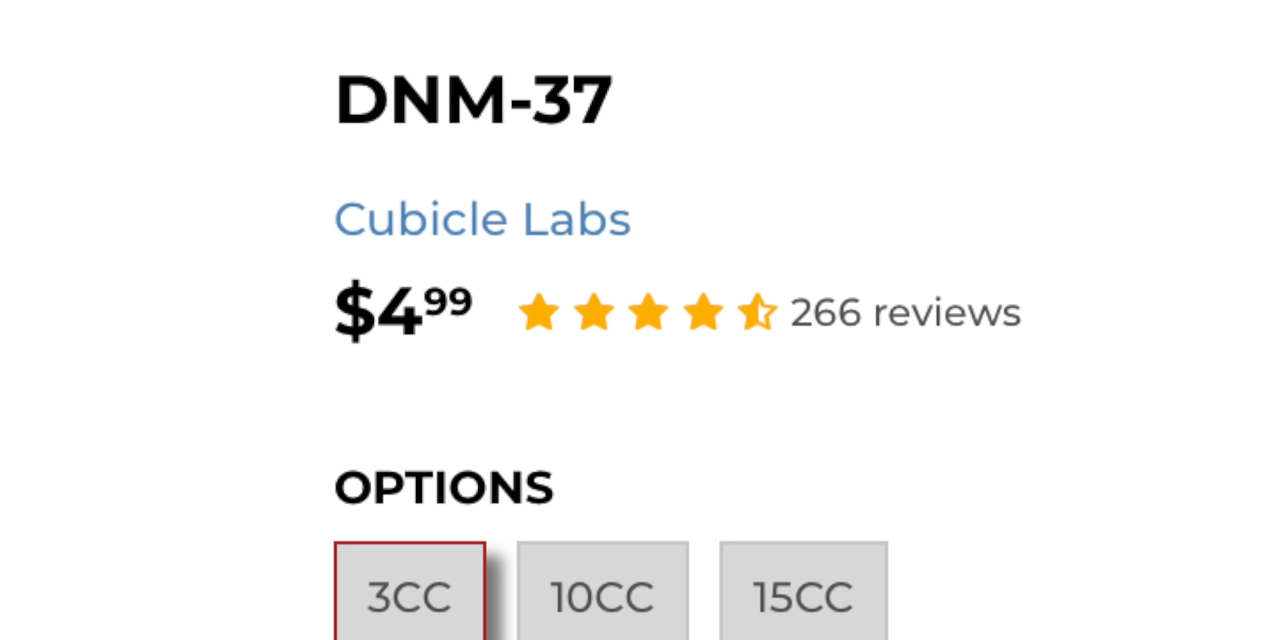 DNM-37
Cubicle Labs
$4.99 266 reviews
OPTIONS
3CC 10CC 15CC